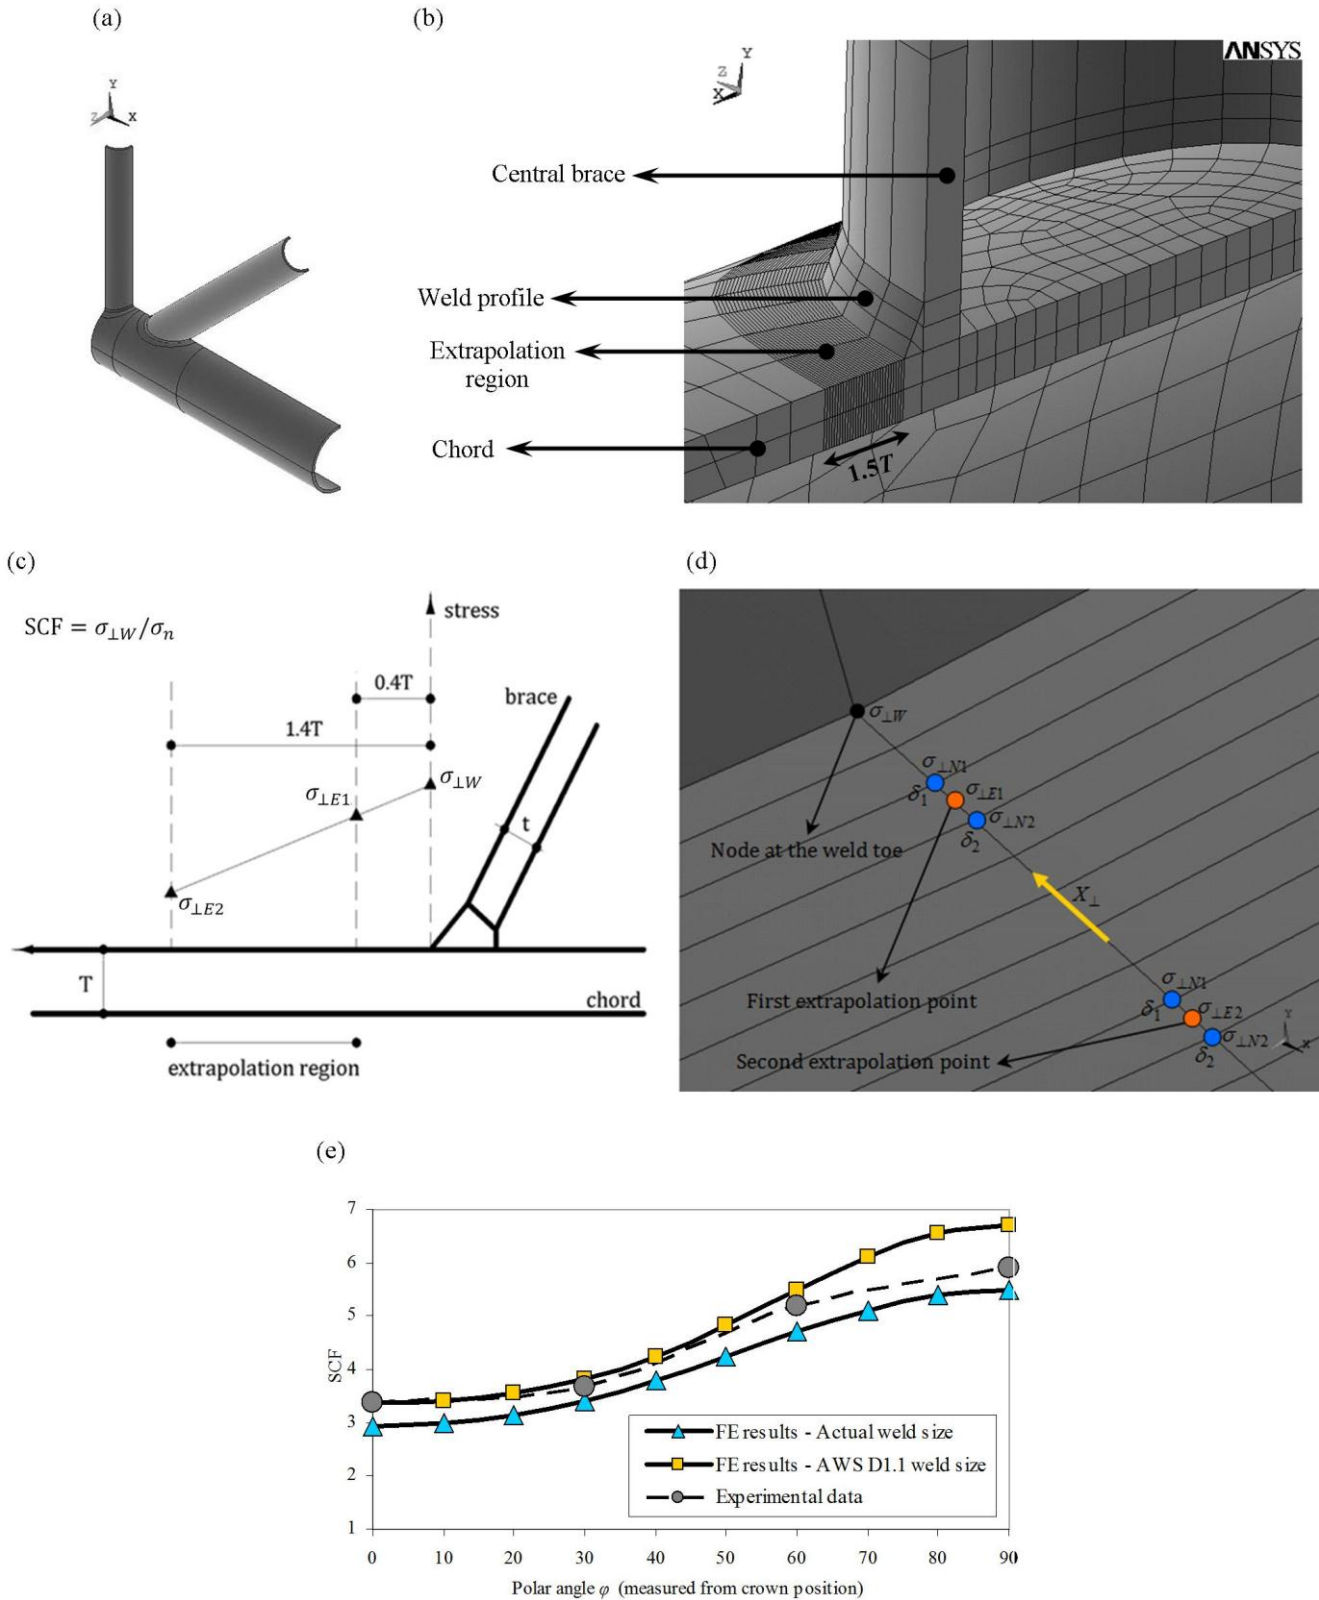 (a)
(b)
Y
Z
X
Y
Z
X
ANSYS
Central brace
Weld profile
Extrapolation
region
Chord
1.5T
(c)
(d)
SCF = σ⊥W/σn
stress
0.4T
brace
1.4T
σ⊥W
σ⊥E1
t
σ⊥E2
T
chord
extrapolation region
σ⊥W
σ⊥N1
δ1
σ⊥E1
σ⊥N2
δ2
Node at the weld toe
X⊥
First extrapolation point
σ⊥N1
δ1
σ⊥E2
σ⊥N2
δ2
Y
X
Second extrapolation point
(e)
7
6
5
4
3
2
1
SCF
FE results - Actual weld size
FE results - AWS D1.1 weld size
Experimental data
0 10 20 30 40 50 60 70 80 90
Polar angle φ (measured from crown position)